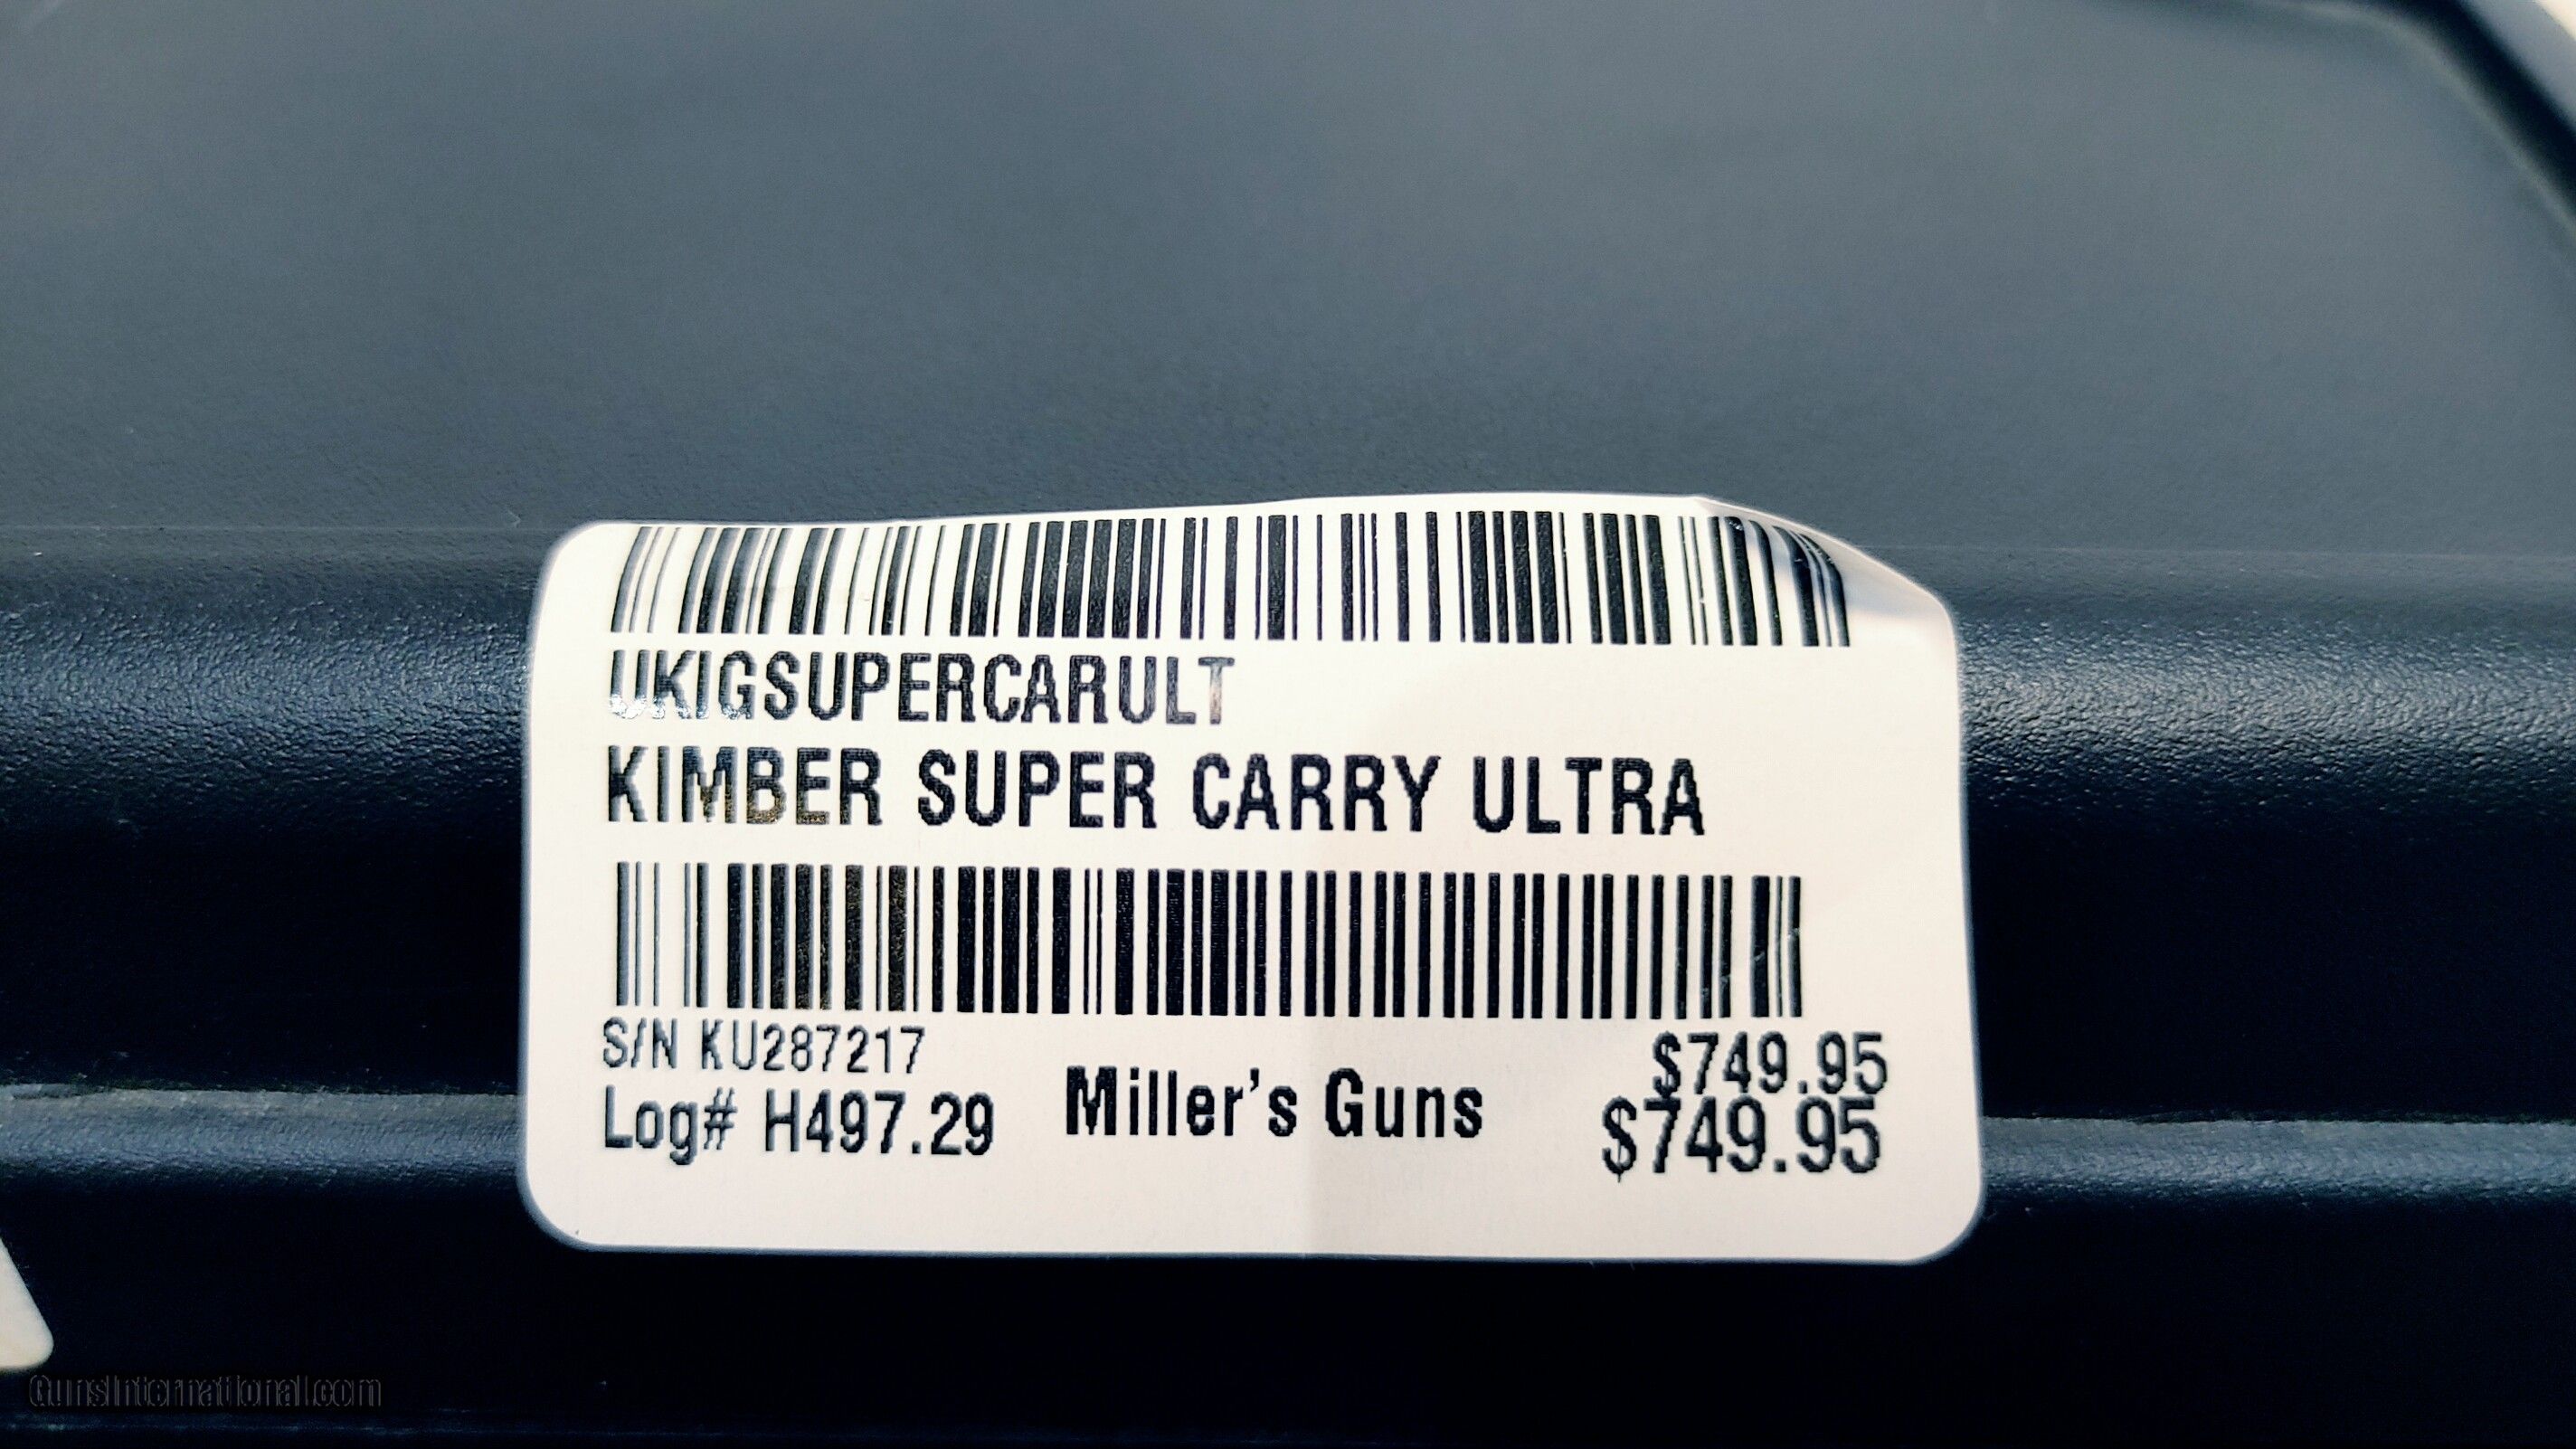 UKIGSUPERCARULT
KIMBER SUPER CARRY ULTRA
S/N KU287217
$749.95
Log# H497.29
Miller's Guns
$749.95
GunsInternational.com